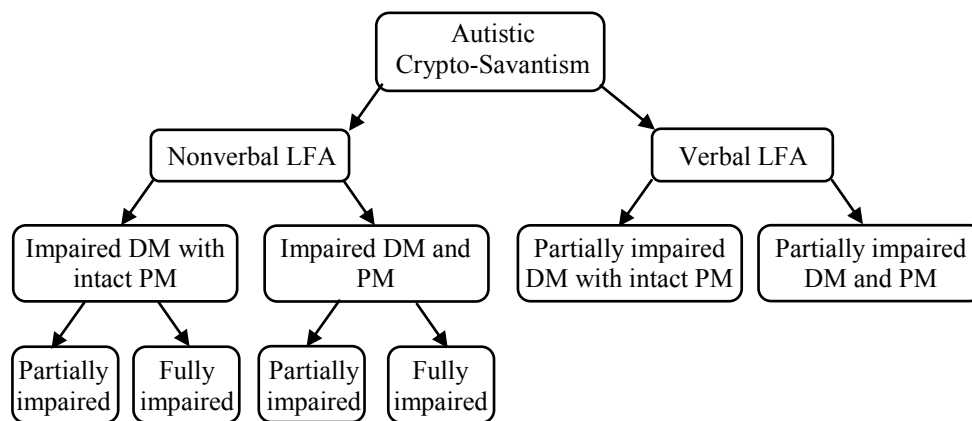 Autistic
Crypto-Savantism
Nonverbal LFA
Verbal LFA
Impaired DM with
intact PM
Impaired DM and
PM
Partially impaired
DM with intact PM
Partially impaired
DM and PM
Partially
impaired
Fully
impaired
Partially
impaired
Fully
impaired